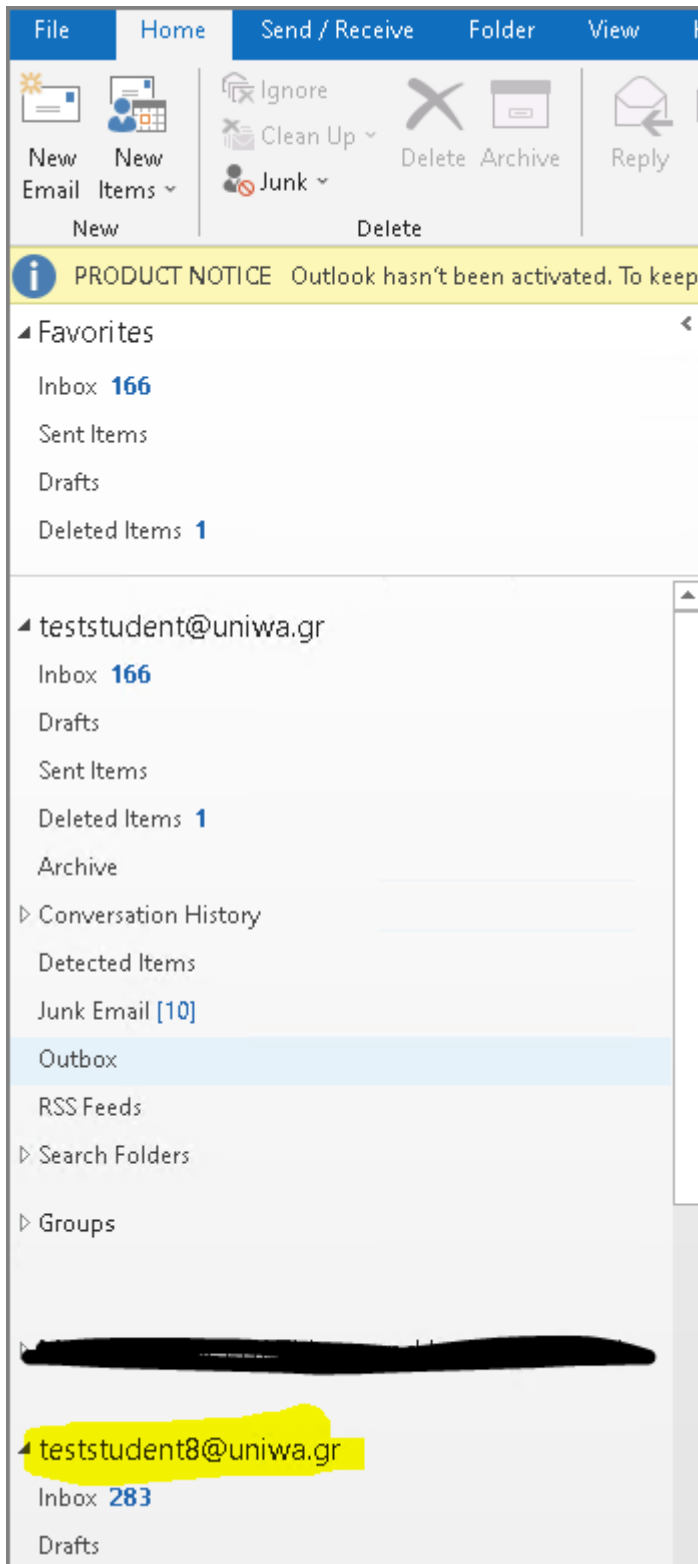 File Home Send / Receive Folder View
New Email
New Items
Ignore
Clean Up
Junk
Delete Archive Reply
New Delete
PRODUCT NOTICE Outlook hasn't been activated. To keep
Favorites
Inbox 166
Sent Items
Drafts
Deleted Items 1
teststudent@uniwa.gr
Inbox 166
Drafts
Sent Items
Deleted Items 1
Archive
Conversation History
Detected Items
Junk Email [10]
Outbox
RSS Feeds
Search Folders
Groups
teststudent8@uniwa.gr
Inbox 283
Drafts